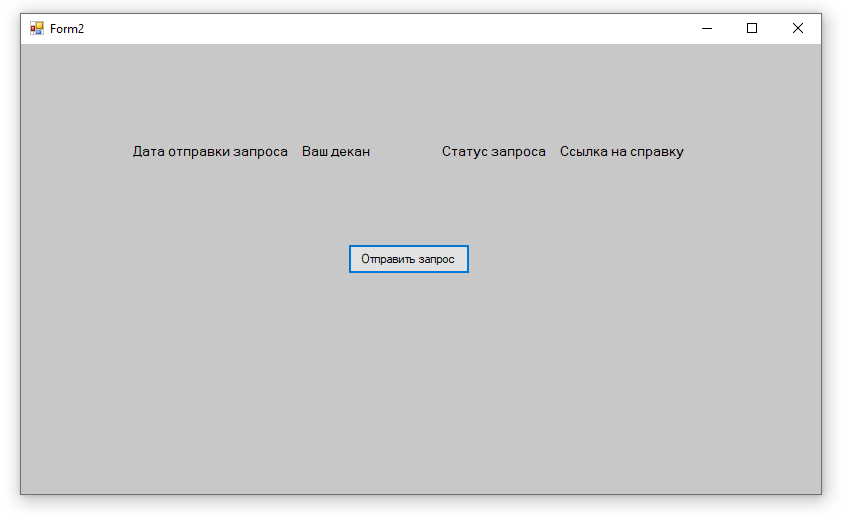 Form2
Дата отправки запроса Ваш декан Статус запроса Ссылка на справку
Отправить запрос